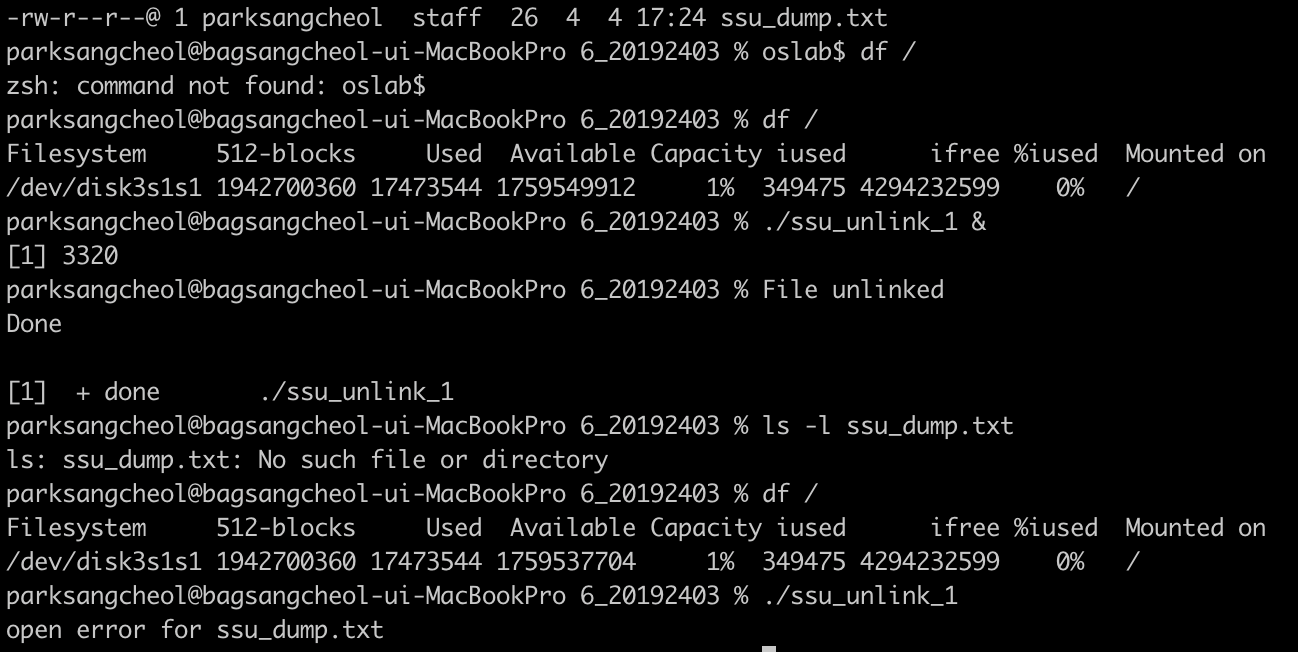 -rw-r--r--@ 1 parksangcheol  staff  26  4  4 17:24 ssu_dump.txt
parksangcheol@bagsangcheol-ui-MacBookPro 6_20192403 % oslab$ df /
zsh: command not found: oslab$
parksangcheol@bagsangcheol-ui-MacBookPro 6_20192403 % df /
Filesystem     512-blocks     Used  Available Capacity iused      ifree %iused  Mounted on
/dev/disk3s1s1 1942700360 17473544 1759549912     1%  349475 4294232599    0%   /
parksangcheol@bagsangcheol-ui-MacBookPro 6_20192403 % ./ssu_unlink_1 &
[1] 3320
parksangcheol@bagsangcheol-ui-MacBookPro 6_20192403 % File unlinked
Done
[1]  + done       ./ssu_unlink_1
parksangcheol@bagsangcheol-ui-MacBookPro 6_20192403 % ls -l ssu_dump.txt
ls: ssu_dump.txt: No such file or directory
parksangcheol@bagsangcheol-ui-MacBookPro 6_20192403 % df /
Filesystem     512-blocks     Used  Available Capacity iused      ifree %iused  Mounted on
/dev/disk3s1s1 1942700360 17473544 1759537704     1%  349475 4294232599    0%   /
parksangcheol@bagsangcheol-ui-MacBookPro 6_20192403 % ./ssu_unlink_1
open error for ssu_dump.txt